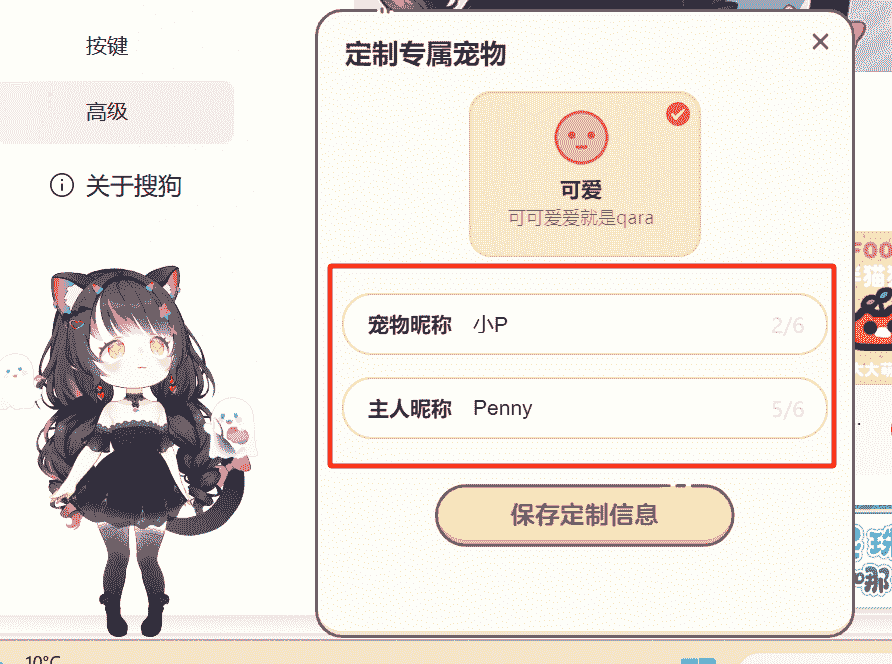 按键
高级
关于搜狗
定制专属宠物
可爱
可可爱爱就是qara
宠物昵称 小P 2/6
主人昵称 Penny 5/6
保存定制信息
10°C